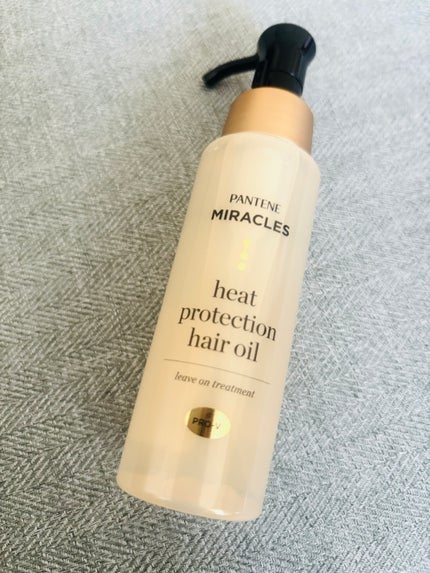 PANTENE
MIRACLES
heat
protection
hair oil
leave on treatment
PRO-V